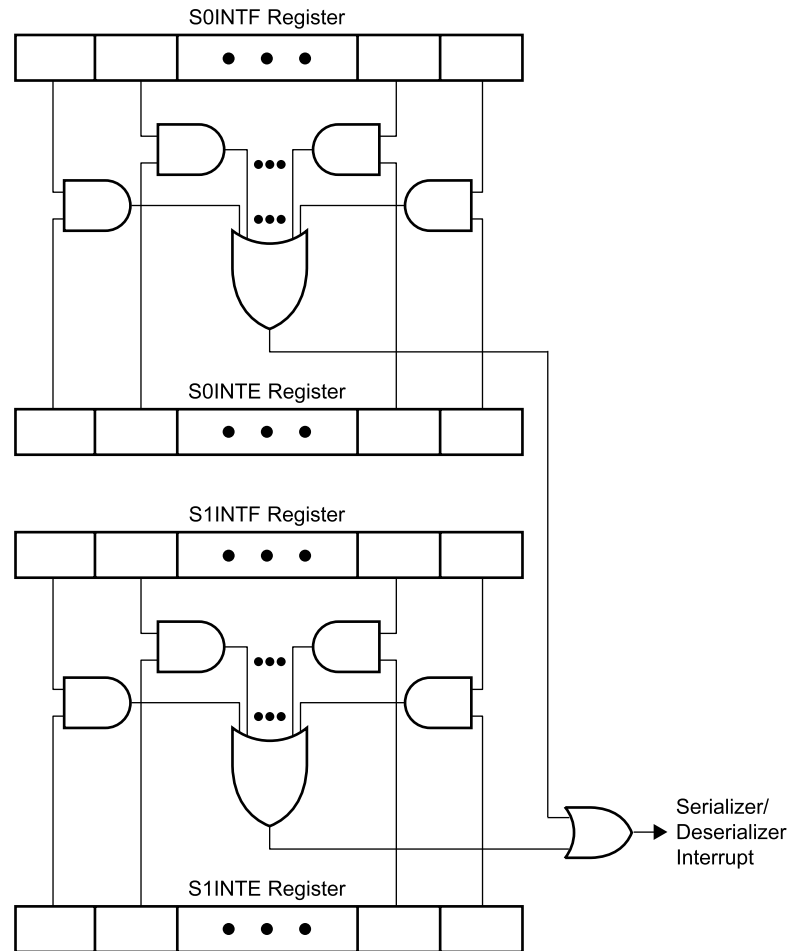 S0INTF Register
S0INTE Register
S1INTF Register
Serializer/
Deserializer
Interrupt
S1INTE Register